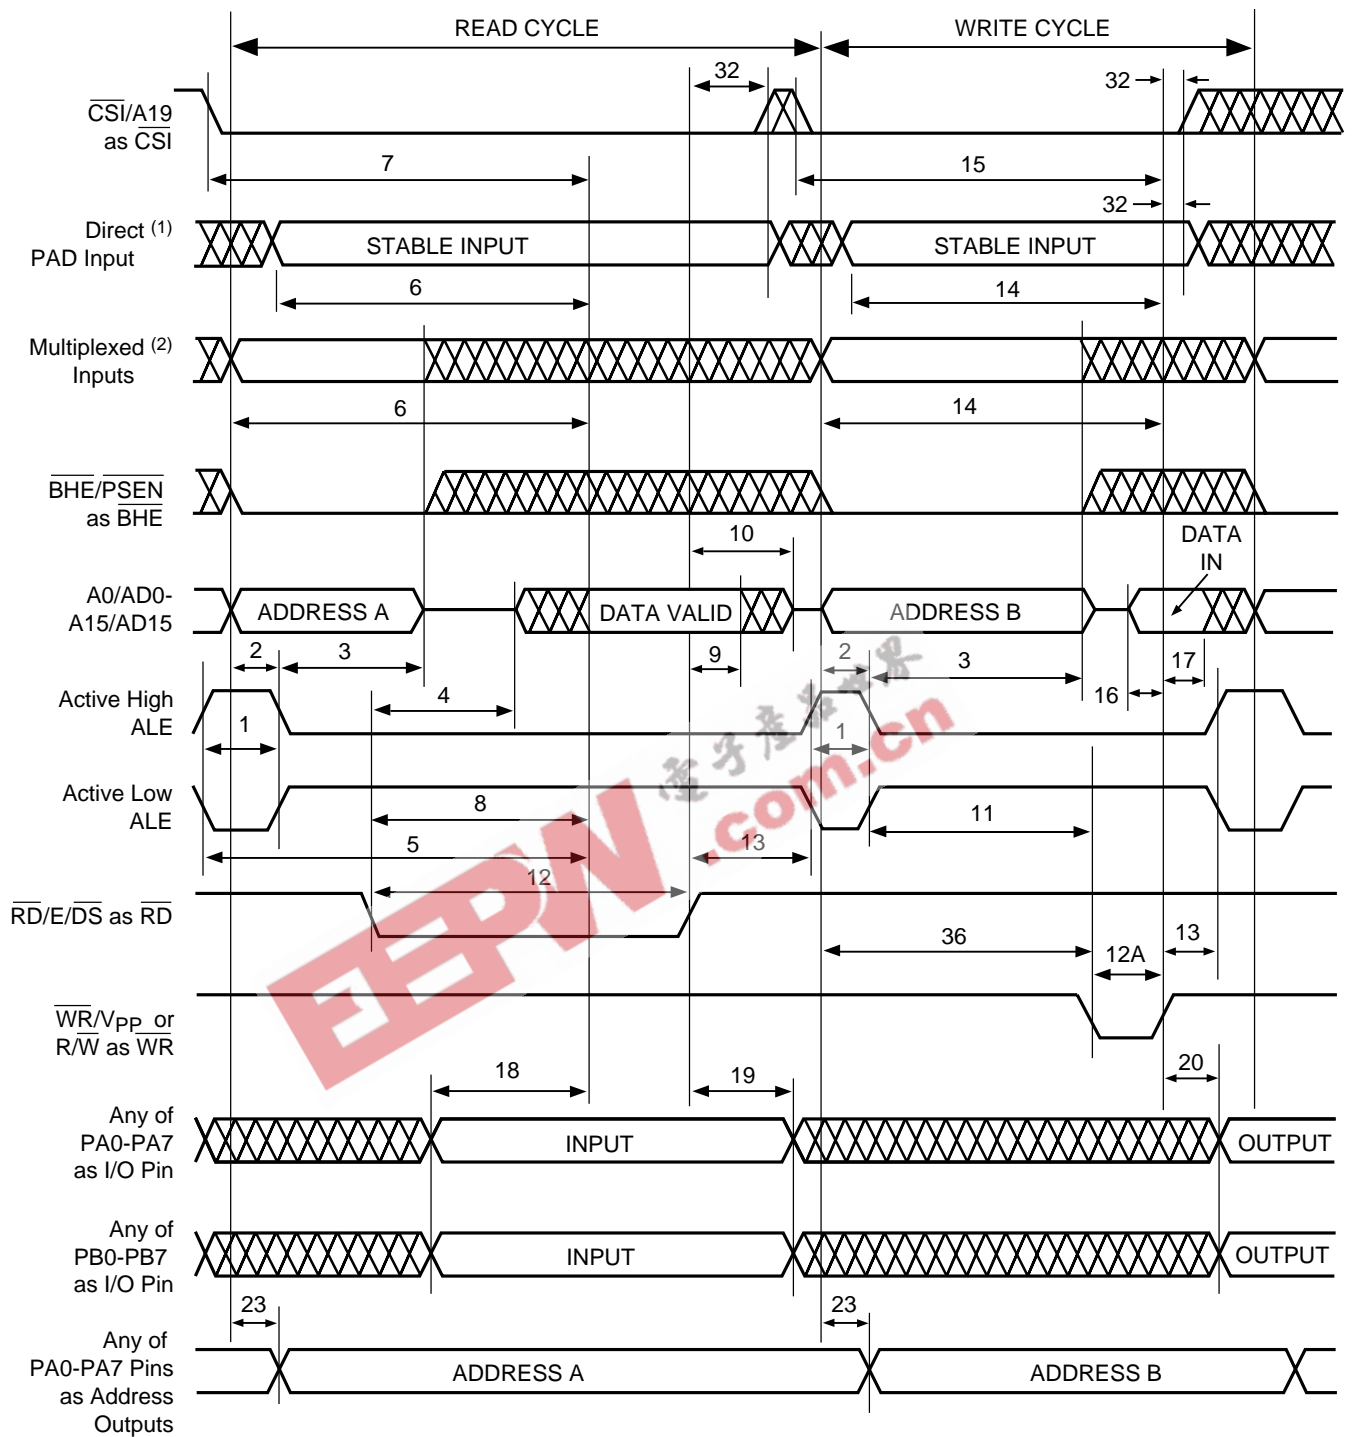 READ CYCLE
WRITE CYCLE
32
32
CSI/A19
as CSI
7
15
32
Direct (1)
PAD Input
STABLE INPUT
STABLE INPUT
6
14
Multiplexed (2)
Inputs
6
14
BHE/PSEN
as BHE
10
DATA
IN
A0/AD0-
A15/AD15
ADDRESS A
DATA VALID
ADDRESS B
2
3
9
2
3
17
4
16
Active High
ALE
1
1
電子產品世界
.com.cn
EEPW
Active Low
ALE
8
11
5
13
12
RD/E/DS as RD
36
13
12A
WR/VPP or
R/W as WR
18
19
20
Any of
PA0-PA7
as I/O Pin
INPUT
OUTPUT
Any of
PB0-PB7
as I/O Pin
INPUT
OUTPUT
23
23
Any of
PA0-PA7 Pins
as Address
Outputs
ADDRESS A
ADDRESS B